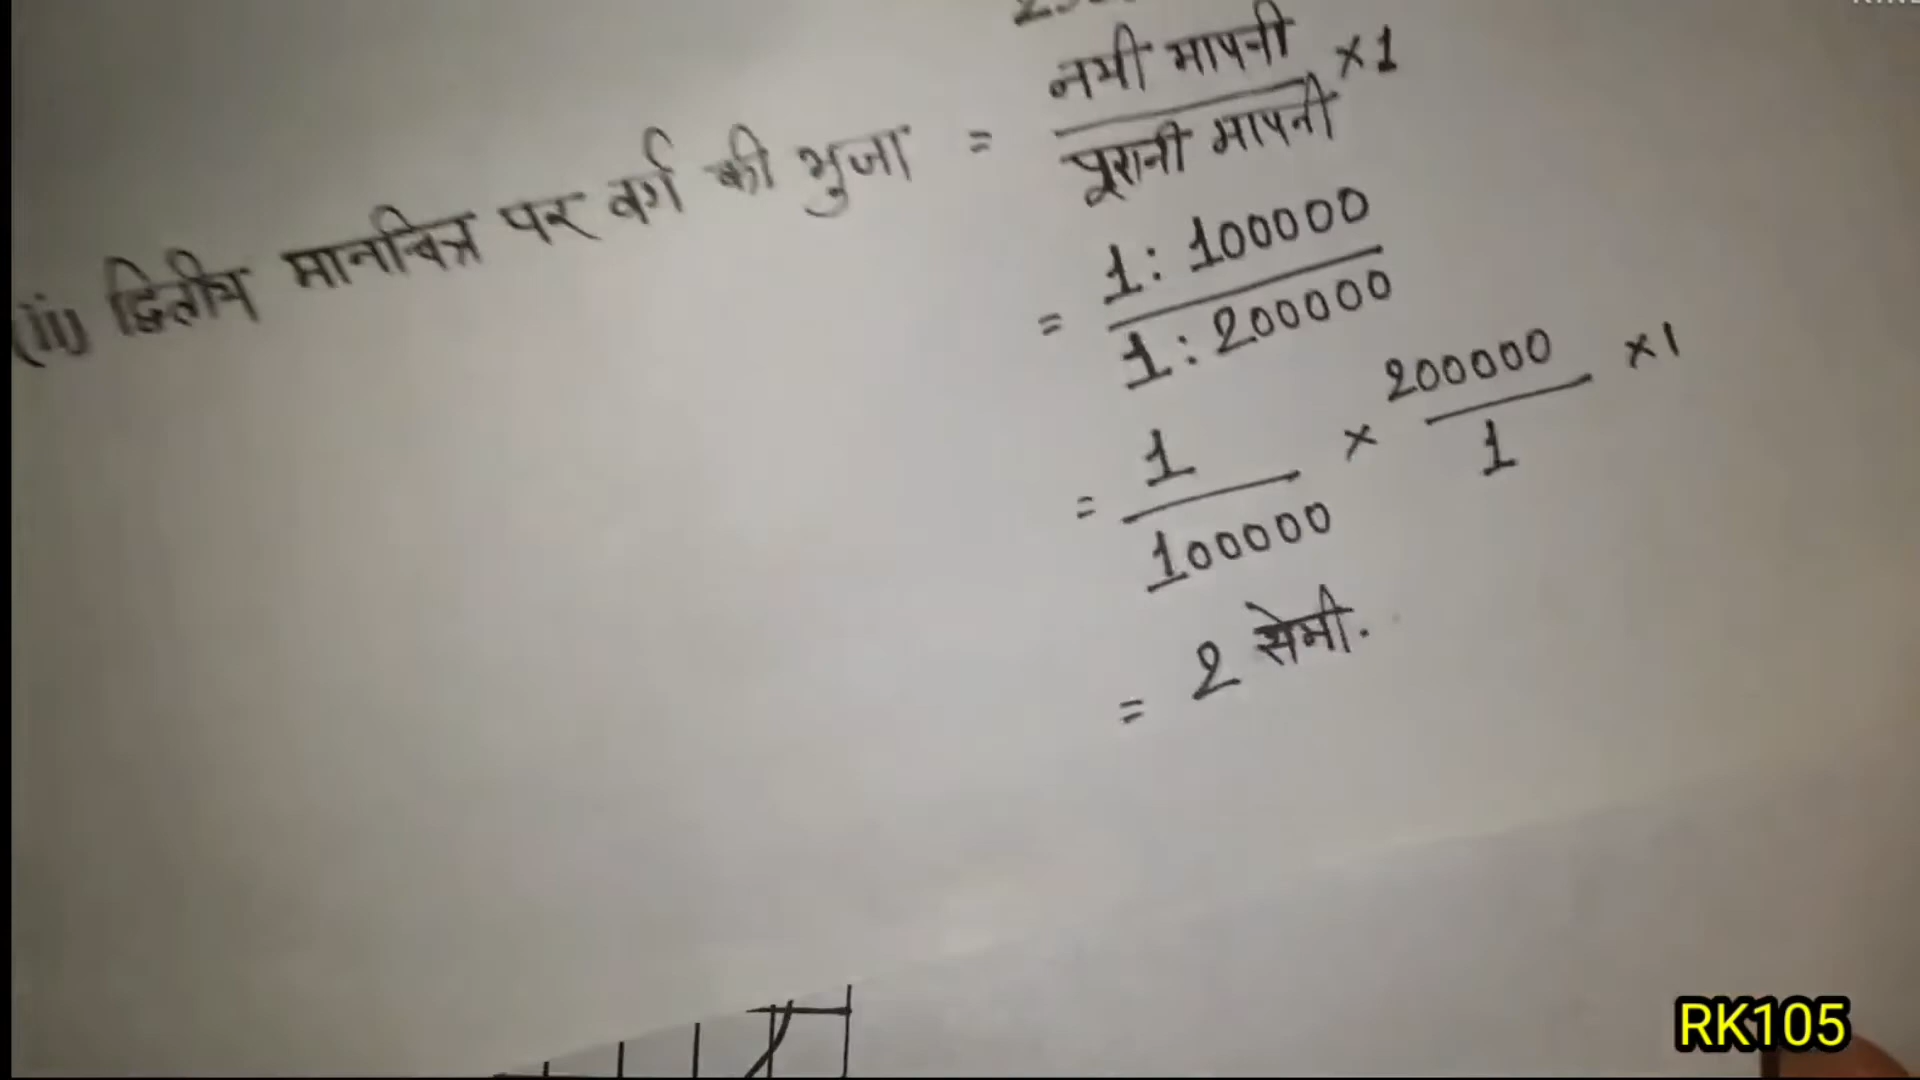 नयी मापनी ×1
(ii) द्वितीय मानचित्र पर वर्ग की भुजा =
पूरानी मापनी
= 1 : 100000
1 : 200000
= 1 × 200000 ×1
100000 1
= 2 सेमी.
RK105